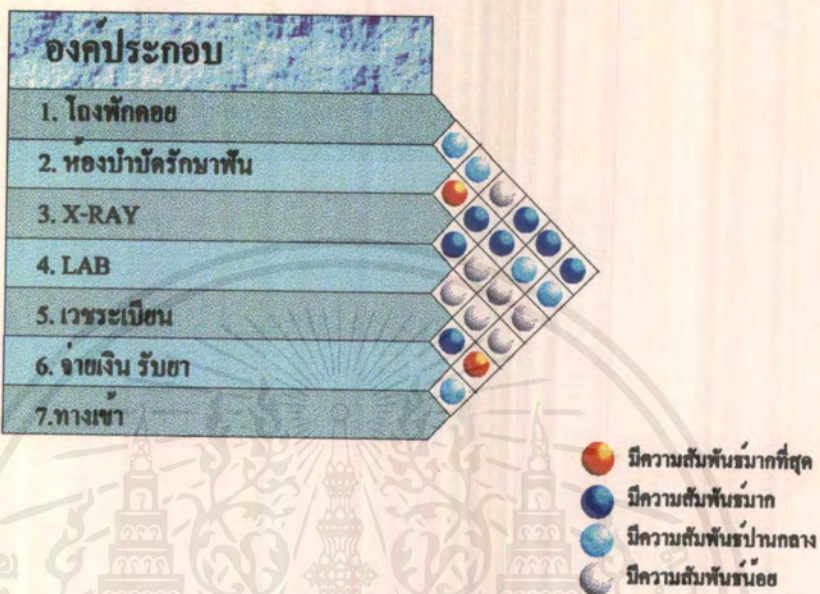 องค์ประกอบ
1. โถงพักคอย
2. ห้องบำบัดรักษาฟัน
3. X-RAY
4. LAB
5. เวชระเบียน
6. จ่ายเงิน รับยา
7.ทางเข้า
มีความสัมพันธ์มากที่สุด
มีความสัมพันธ์มาก
มีความสัมพันธ์ปานกลาง
มีความสัมพันธ์น้อย